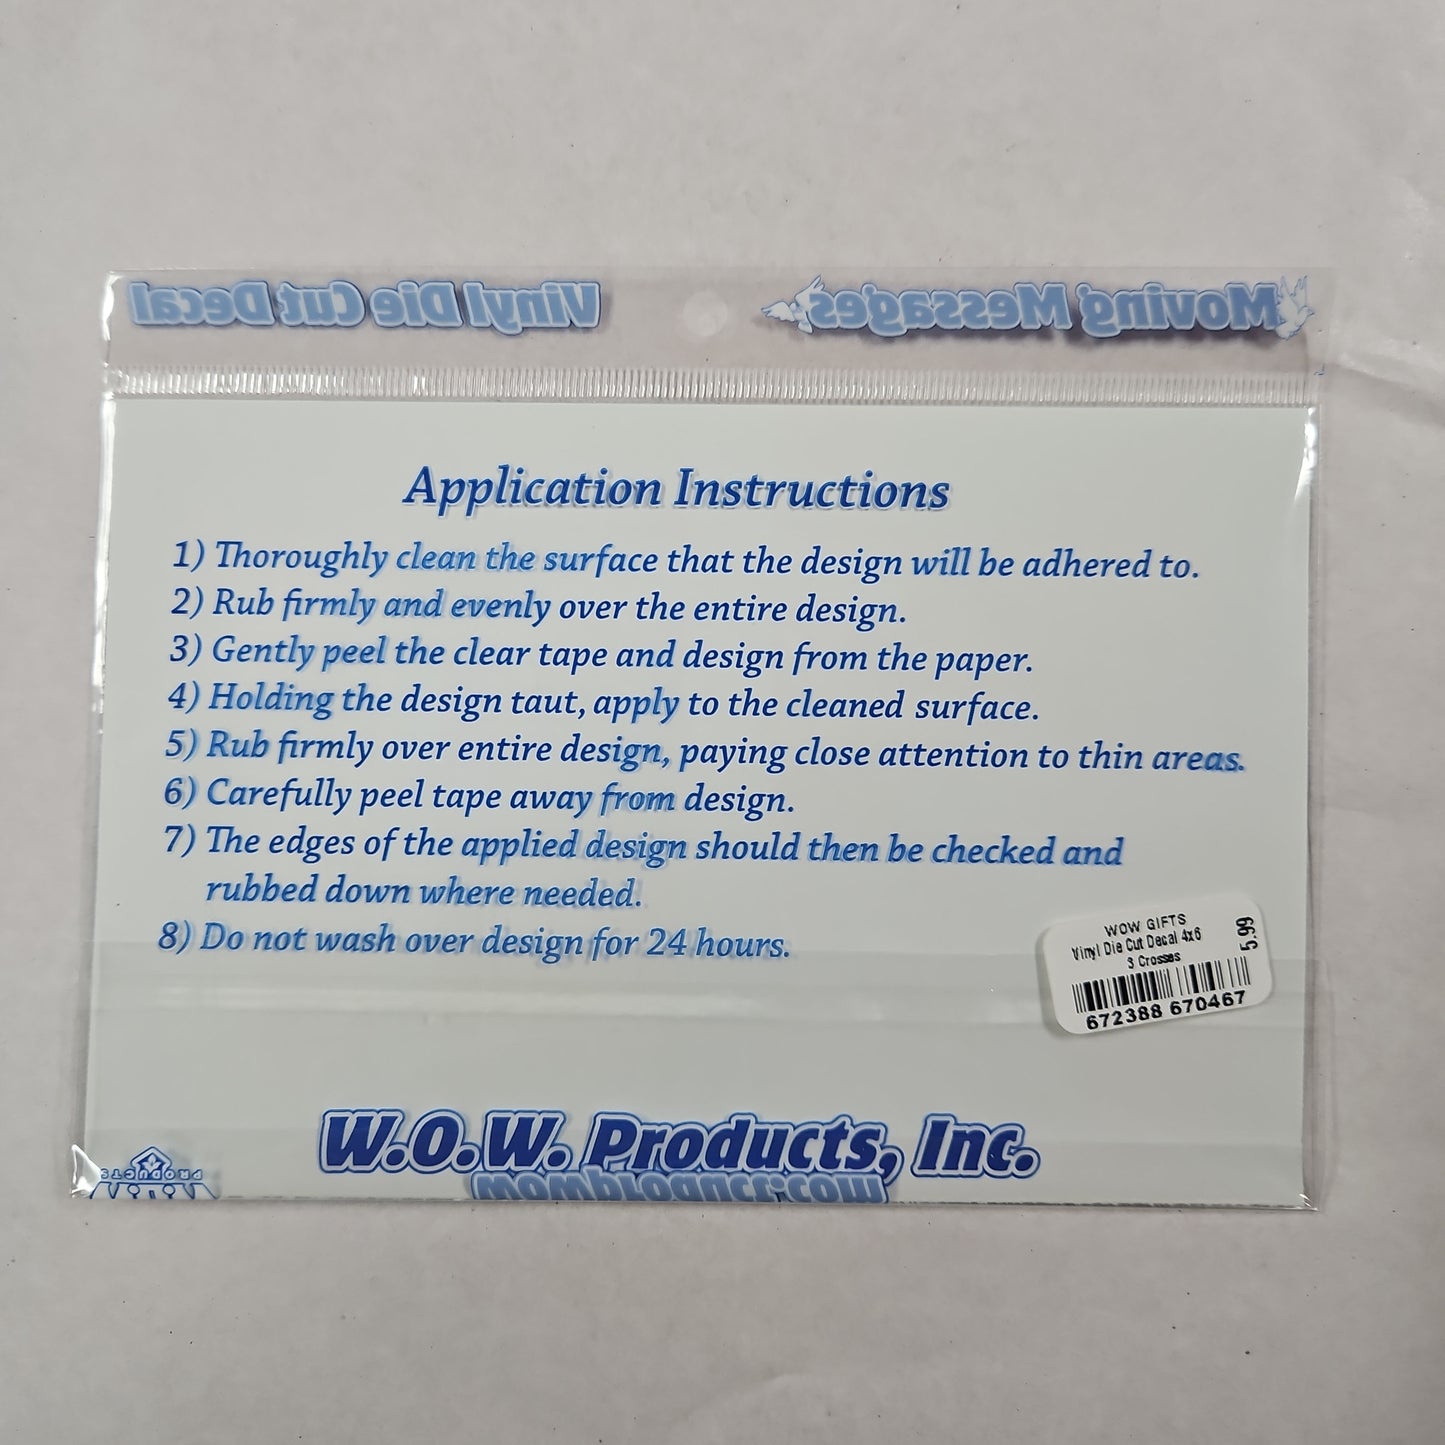 Vinyl Die Cut Decal
Moving Messages
Application Instructions
1) Thoroughly clean the surface that the design will be adhered to.
2) Rub firmly and evenly over the entire design.
3) Gently peel the clear tape and design from the paper.
4) Holding the design taut, apply to the cleaned surface.
5) Rub firmly over entire design, paying close attention to thin areas.
6) Carefully peel tape away from design.
7) The edges of the applied design should then be checked and
rubbed down where needed.
8) Do not wash over design for 24 hours.
WOW GIFTS
Vinyl Die Cut Decal 4x6
3 Crosses
5.99
672388 670467
W.O.W. Products, Inc.
PRODUCTS